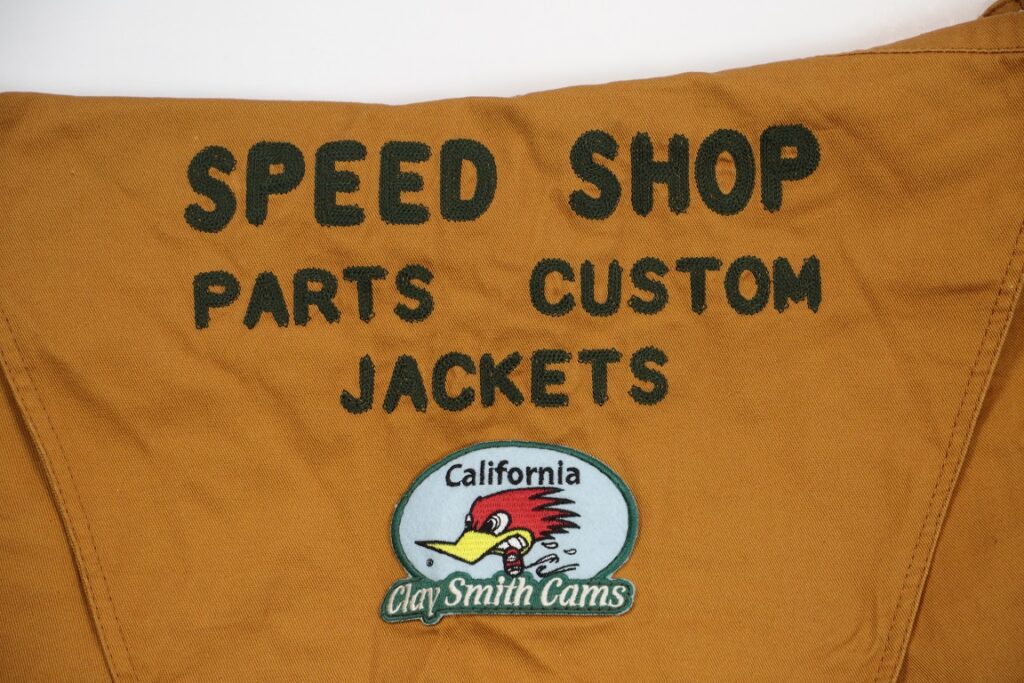 SPEED SHOP
PARTS CUSTOM
JACKETS
California
®
Clay Smith Cams